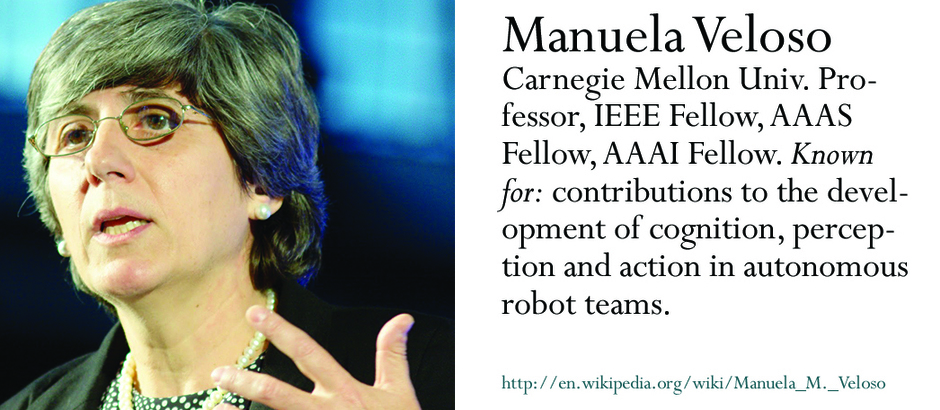 Manuela Veloso
Carnegie Mellon Univ. Pro-
fessor, IEEE Fellow, AAAS
Fellow, AAAI Fellow. Known
for: contributions to the devel-
opment of cognition, percep-
tion and action in autonomous
robot teams.
http://en.wikipedia.org/wiki/Manuela_M._Veloso